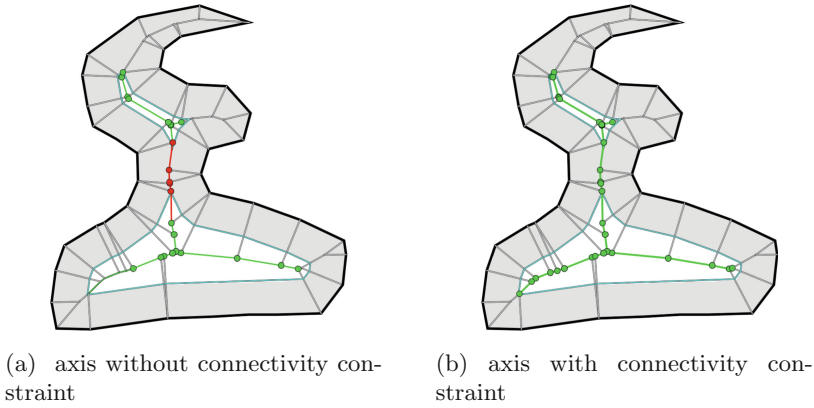 (a) axis without connectivity con-
straint
(b) axis with connectivity con-
straint